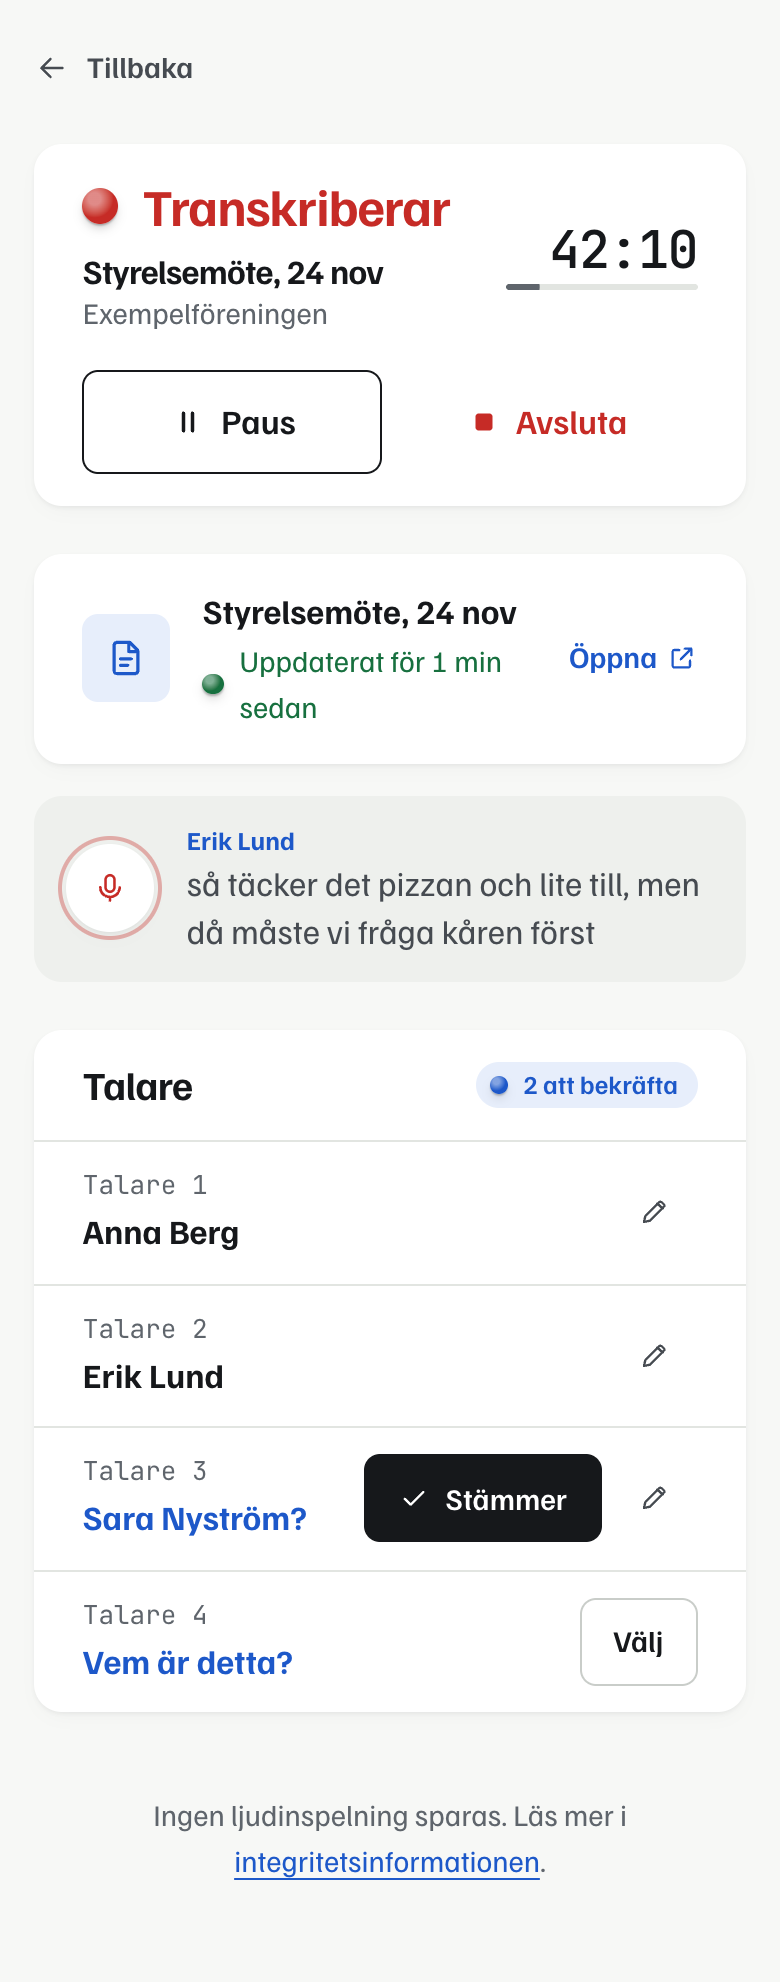 Tillbaka
Transkriberar
42:10
Styrelsemöte, 24 nov
Exempelföreningen
Paus
Avsluta
Styrelsemöte, 24 nov
Uppdaterat för 1 min
sedan
Öppna
Erik Lund
så täcker det pizzan och lite till, men
då måste vi fråga kåren först
Talare
2 att bekräfta
Talare 1
Anna Berg
Talare 2
Erik Lund
Talare 3
Sara Nyström?
Stämmer
Talare 4
Vem är detta?
Välj
Ingen ljudinspelning sparas. Läs mer i
integritetsinformationen.